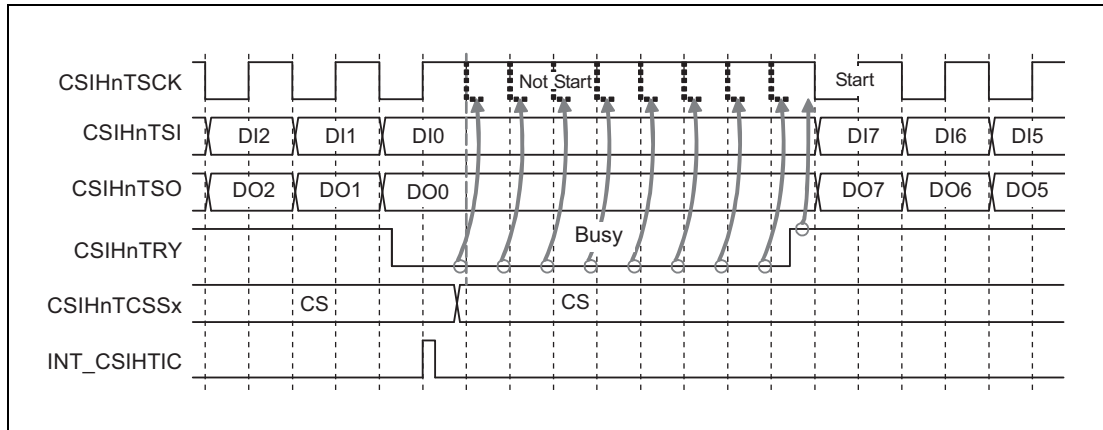 CSIHnTSCK Not Start Start
CSIHnTSI DI2 DI1 DI0 DI7 DI6 DI5
CSIHnTSO DO2 DO1 DO0 DO7 DO6 DO5
CSIHnTRY Busy
CSIHnTCSSx CS CS
INT_CSIHTIC